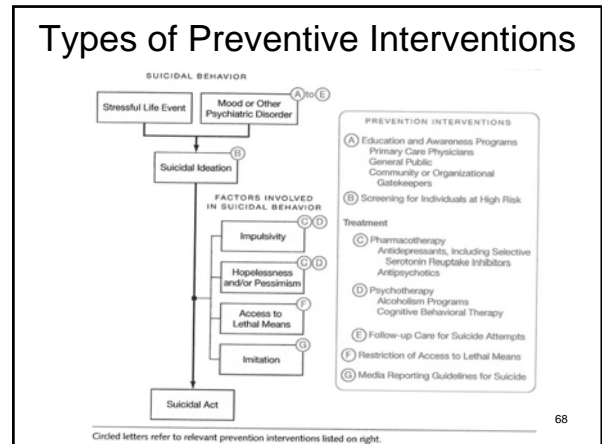 Types of Preventive Interventions
SUICIDAL BEHAVIOR
Stressful Life Event
Mood or Other
Psychiatric Disorder
A to E
Suicidal Ideation
B
FACTORS INVOLVED
IN SUICIDAL BEHAVIOR
Impulsivity
C D
Hopelessness
and/or Pessimism
C D
Access to
Lethal Means
F
Imitation
G
Suicidal Act
PREVENTION INTERVENTIONS
A Education and Awareness Programs
Primary Care Physicians
General Public
Community or Organizational
Gatekeepers
B Screening for Individuals at High Risk
Treatment
C Pharmacotherapy
Antidepressants, Including Selective
Serotonin Reuptake Inhibitors
Antipsychotics
D Psychotherapy
Alcoholism Programs
Cognitive Behavioral Therapy
E Follow-up Care for Suicide Attempts
F Restriction of Access to Lethal Means
G Media Reporting Guidelines for Suicide
68
Circled letters refer to relevant prevention interventions listed on right.